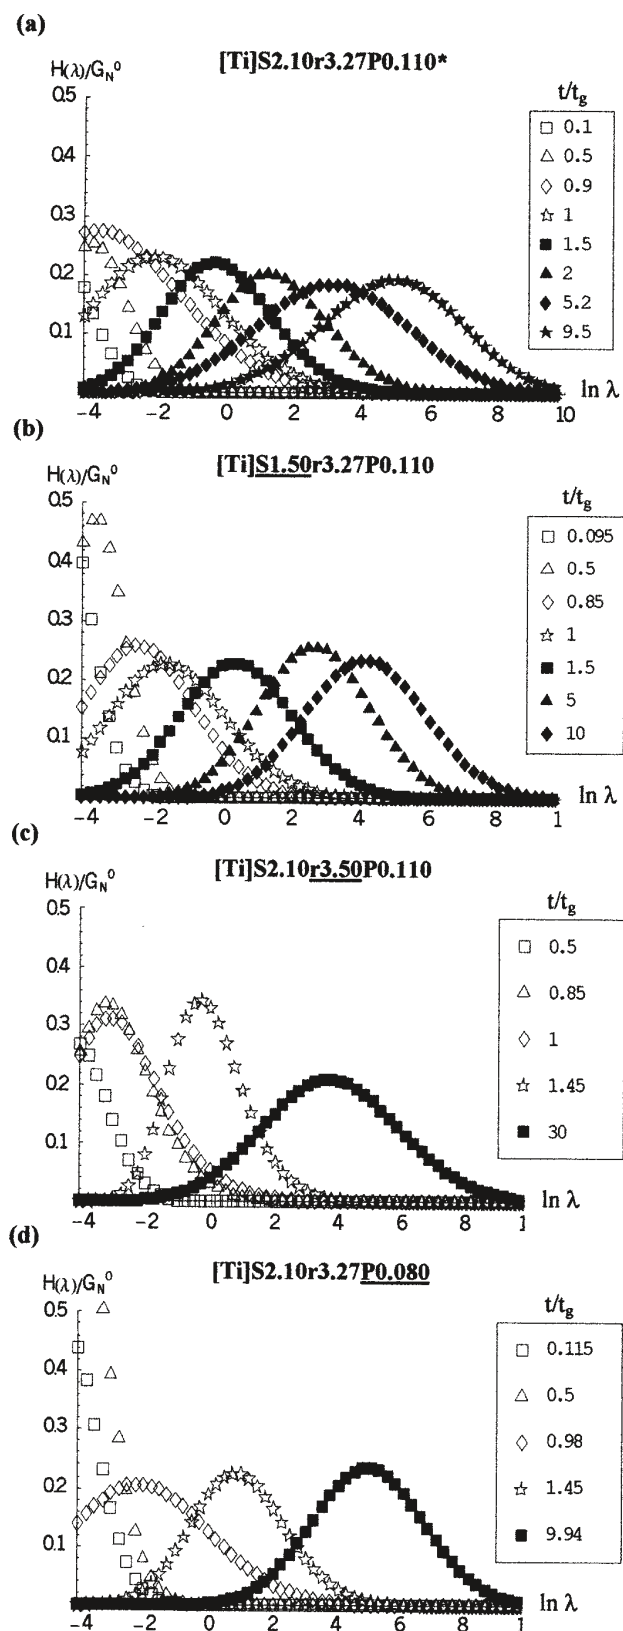 (a)
[Ti]S2.10r3.27P0.110*
H(λ)/G_N^0
t/t_g
0.5
0.4
0.3
0.2
0.1
0.1
0.5
0.9
1
1.5
2
5.2
9.5
-4 -2 0 2 4 6 8 10 ln λ
(b)
[Ti]S1.50r3.27P0.110
H(λ)/G_N^0
t/t_g
0.5
0.4
0.3
0.2
0.1
0.095
0.5
0.85
1
1.5
5
10
-4 -2 0 2 4 6 8 1 ln λ
(c)
[Ti]S2.10r3.50P0.110
H(λ)/G_N^0
t/t_g
0.5
0.4
0.3
0.2
0.1
0.5
0.85
1
1.45
30
-4 -2 0 2 4 6 8 1 ln λ
(d)
[Ti]S2.10r3.27P0.080
H(λ)/G_N^0
t/t_g
0.5
0.4
0.3
0.2
0.1
0.115
0.5
0.98
1.45
9.94
-4 -2 0 2 4 6 8 1 ln λ